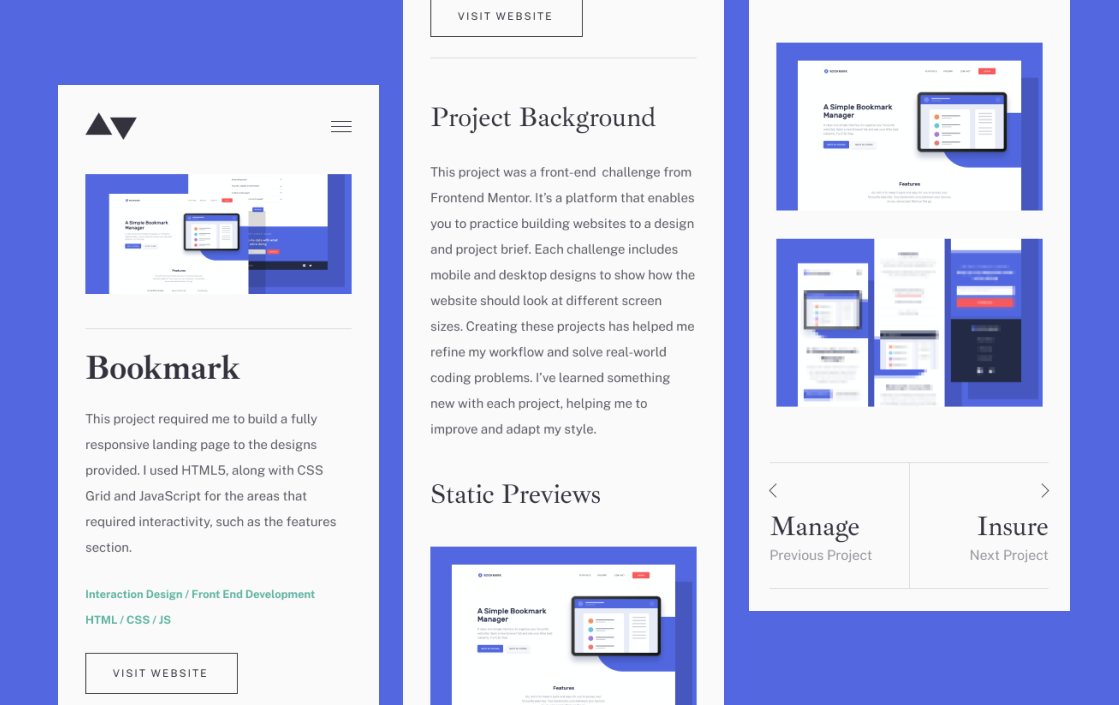 A Simple Bookmark
Manager
Features
Bookmark
This project required me to build a fully
responsive landing page to the designs
provided. I used HTML5, along with CSS
Grid and JavaScript for the areas that
required interactivity, such as the features
section.
Interaction Design / Front End Development
HTML / CSS / JS
VISIT WEBSITE
VISIT WEBSITE
Project Background
This project was a front-end  challenge from
Frontend Mentor. It’s a platform that enables
you to practice building websites to a design
and project brief. Each challenge includes
mobile and desktop designs to show how the
website should look at different screen
sizes. Creating these projects has helped me
refine my workflow and solve real-world
coding problems. I’ve learned something
new with each project, helping me to
improve and adapt my style.
Static Previews
A Simple Bookmark
Manager
Features
A Simple Bookmark
Manager
Features
Manage
Previous Project
Insure
Next Project